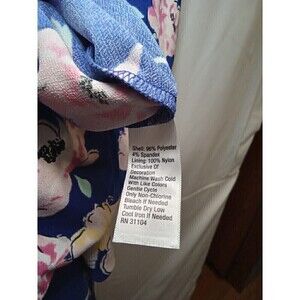 Shell: 96% Polyester
4% Spandex
Lining: 100% Nylon
Exclusive Of
Decoration
Machine Wash Cold
With Like Colors
Gentle Cycle
Only Non-Chlorine
Bleach If Needed
Tumble Dry Low
Cool Iron If Needed
RN 31104